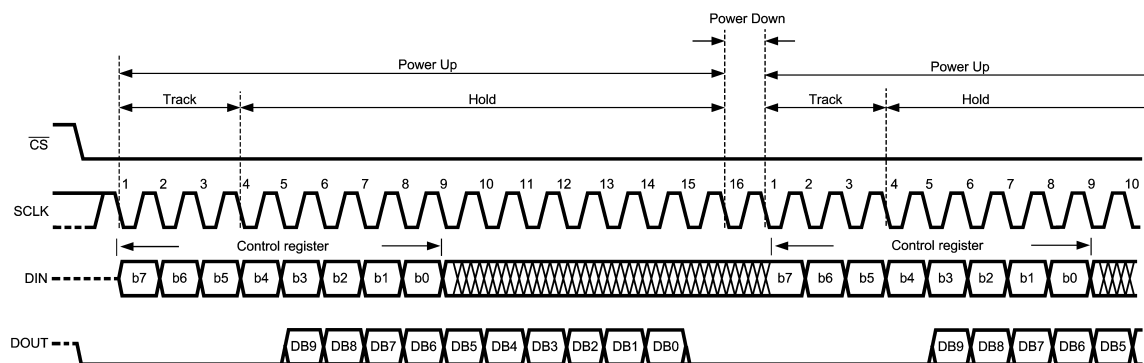 Power Down
Power Up Power Up
Track Hold Track Hold
CS
1 2 3 4 5 6 7 8 9 10 11 12 13 14 15 16 1 2 3 4 5 6 7 8 9 10
SCLK
Control register Control register
DIN b7 b6 b5 b4 b3 b2 b1 b0 b7 b6 b5 b4 b3 b2 b1 b0
DOUT DB9 DB8 DB7 DB6 DB5 DB4 DB3 DB2 DB1 DB0 DB9 DB8 DB7 DB6 DB5